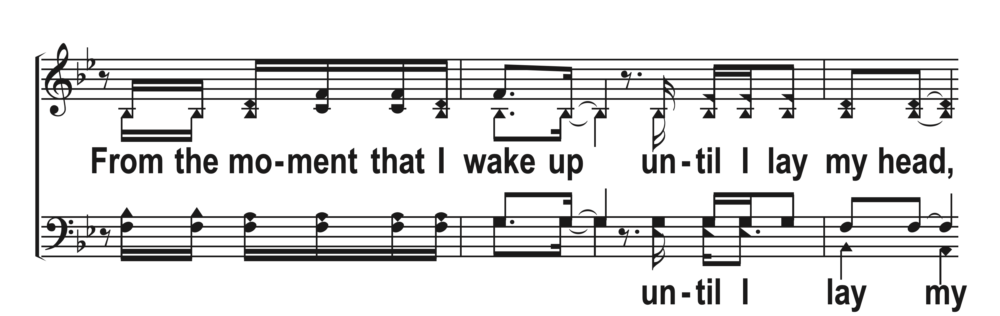 From the mo-ment that I wake up un-til I lay my head,
un-til I lay my